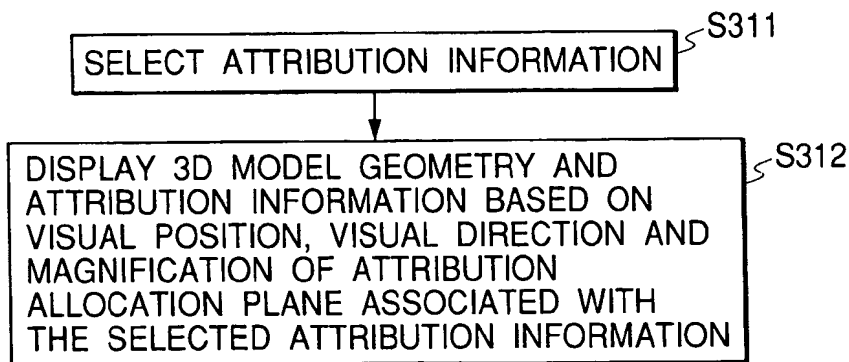 S311
SELECT ATTRIBUTION INFORMATION
S312
DISPLAY 3D MODEL GEOMETRY AND
ATTRIBUTION INFORMATION BASED ON
VISUAL POSITION, VISUAL DIRECTION AND
MAGNIFICATION OF ATTRIBUTION
ALLOCATION PLANE ASSOCIATED WITH
THE SELECTED ATTRIBUTION INFORMATION